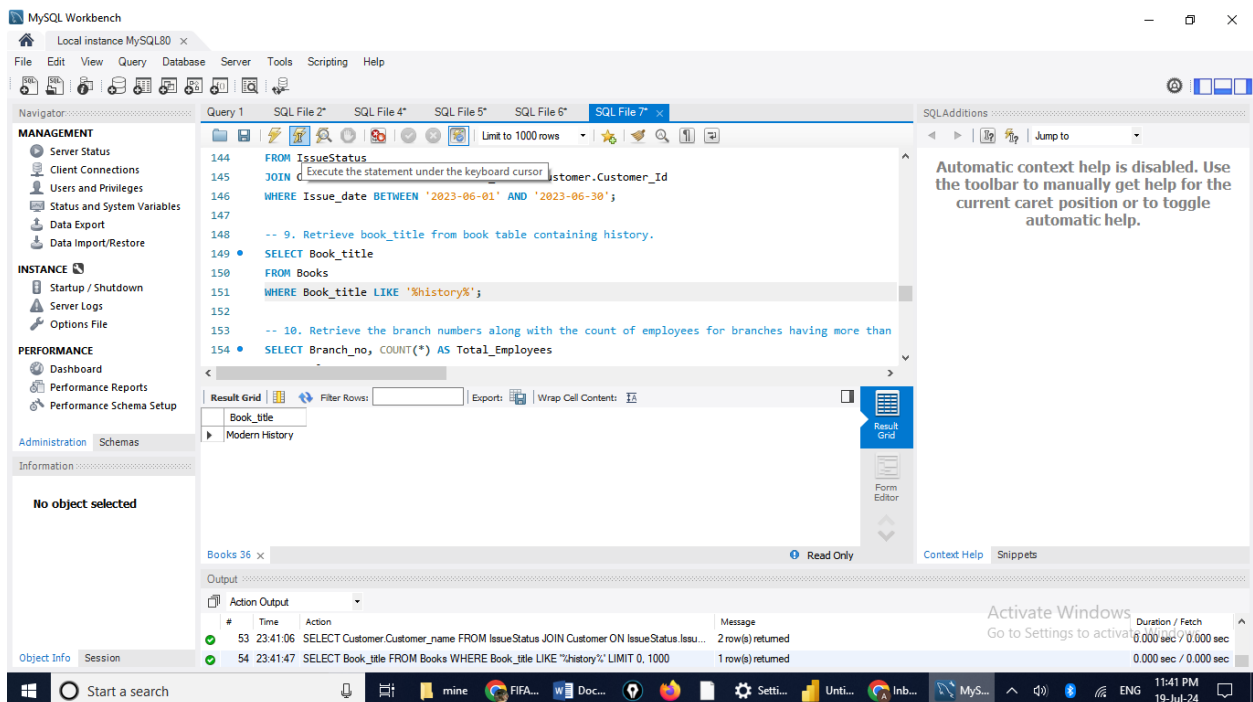 MySQL Workbench
Local instance MySQL80
File Edit View Query Database Server Tools Scripting Help
Navigator
MANAGEMENT
Server Status
Client Connections
Users and Privileges
Status and System Variables
Data Export
Data Import/Restore
INSTANCE
Startup / Shutdown
Server Logs
Options File
PERFORMANCE
Dashboard
Performance Reports
Performance Schema Setup
Administration Schemas
Information
No object selected
Object Info Session
Query 1 SQL File 2* SQL File 4* SQL File 5* SQL File 6* SQL File 7*
Limit to 1000 rows
144 FROM IssueStatus
Execute the statement under the keyboard cursor
145 JOIN stomer.Customer_Id
146 WHERE Issue_date BETWEEN '2023-06-01' AND '2023-06-30';
147
148 -- 9. Retrieve book_title from book table containing history.
149 SELECT Book_title
150 FROM Books
151 WHERE Book_title LIKE '%history%';
152
153 -- 10. Retrieve the branch numbers along with the count of employees for branches having more than
154 SELECT Branch_no, COUNT(*) AS Total_Employees
Result Grid Filter Rows: Export: Wrap Cell Content:
Book_title
Modern History
Result Grid
Form Editor
Books 36 Read Only
SQLAdditions
Jump to
Automatic context help is disabled. Use
the toolbar to manually get help for the
current caret position or to toggle
automatic help.
Context Help Snippets
Output
Action Output
# Time Action Message Duration / Fetch
53 23:41:06 SELECT Customer.Customer_name FROM IssueStatus JOIN Customer ON IssueStatus.Issu... 2 row(s) returned 0.000 sec / 0.000 sec
54 23:41:47 SELECT Book_title FROM Books WHERE Book_title LIKE '%history%' LIMIT 0, 1000 1 row(s) returned 0.000 sec / 0.000 sec
Activate Windows
Go to Settings to activate Windows.
Start a search
mine FIFA... Doc... Setti... Unti... Inb... MyS... ENG
11:41 PM
19-Jul-24